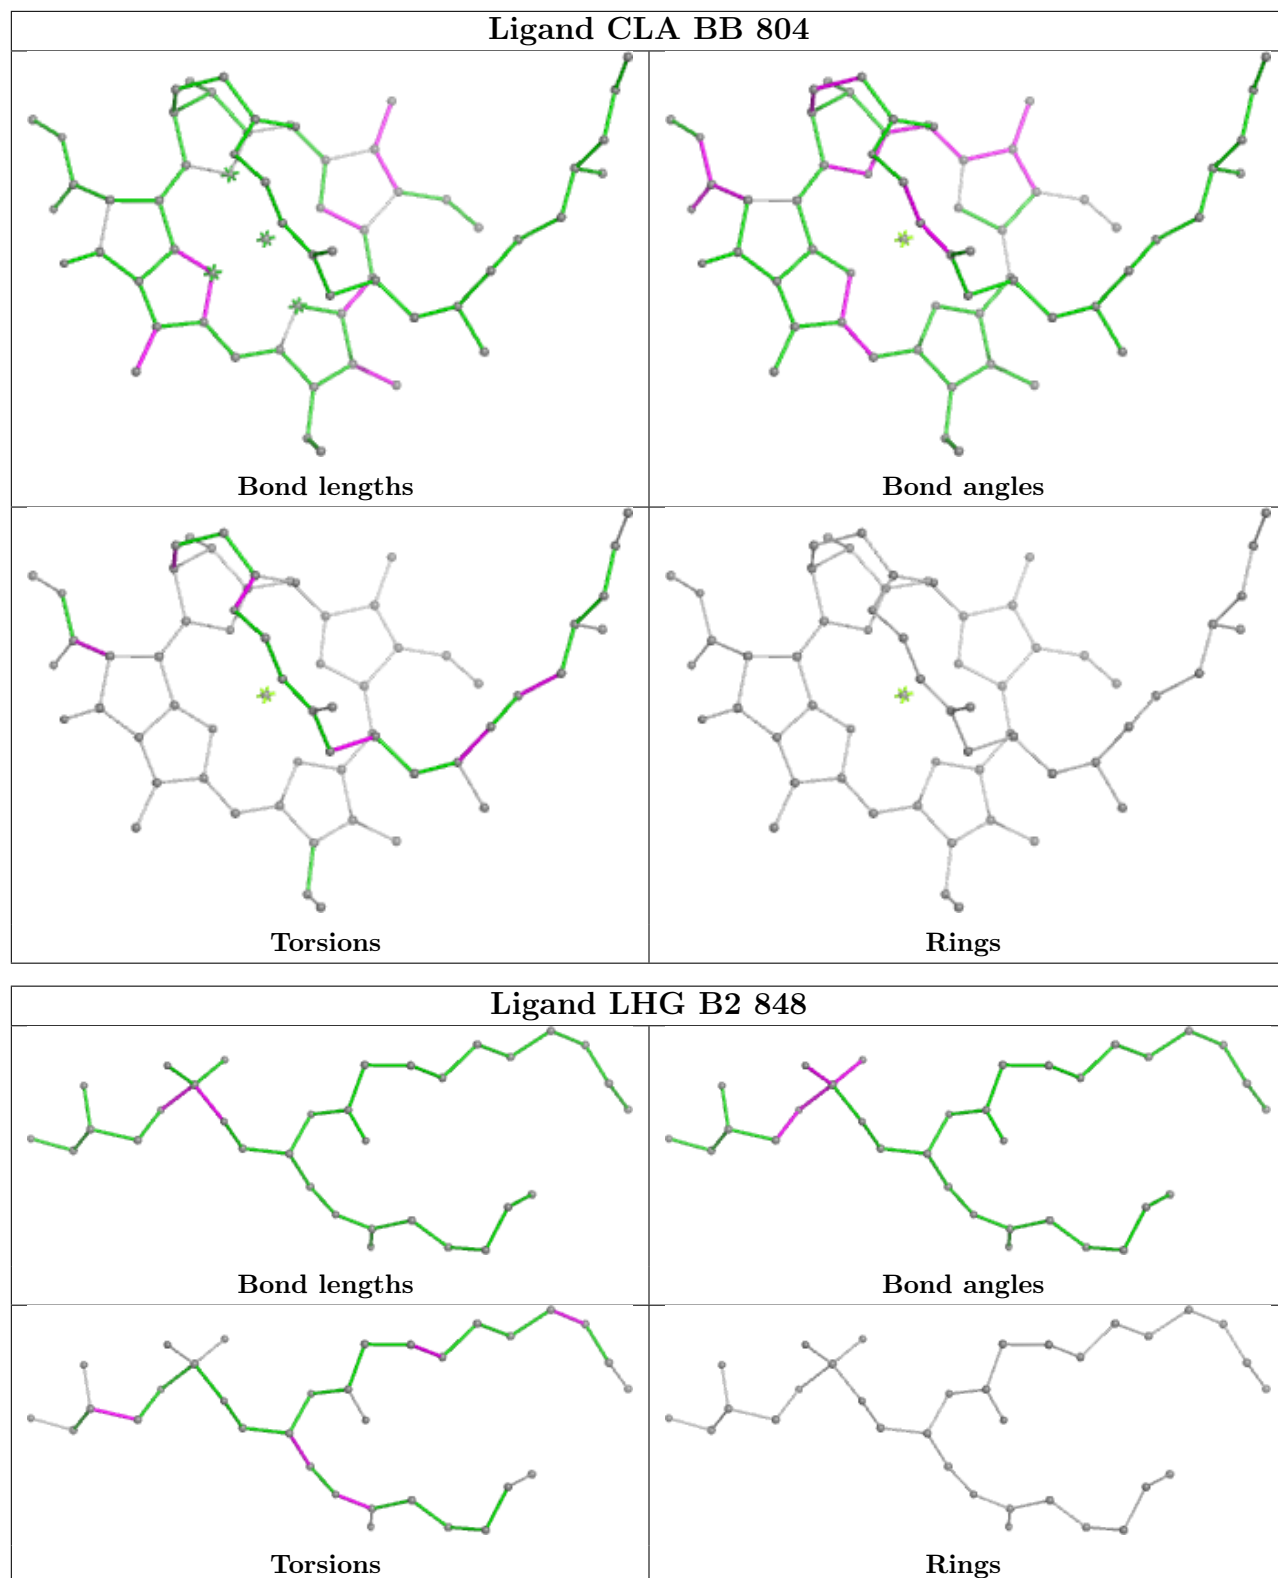 Ligand CLA BB 804
Bond lengths
Bond angles
Torsions
Rings
Ligand LHG B2 848
Bond lengths
Bond angles
Torsions
Rings